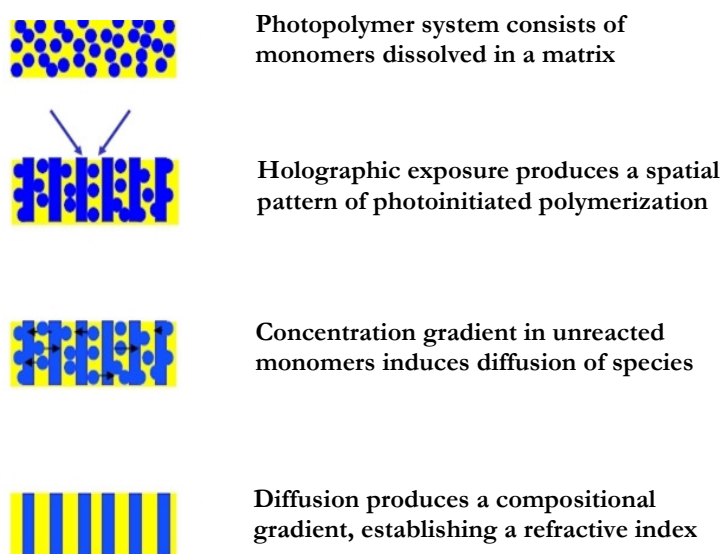 Photopolymer system consists of
monomers dissolved in a matrix
Holographic exposure produces a spatial
pattern of photoinitiated polymerization
Concentration gradient in unreacted
monomers induces diffusion of species
Diffusion produces a compositional
gradient, establishing a refractive index